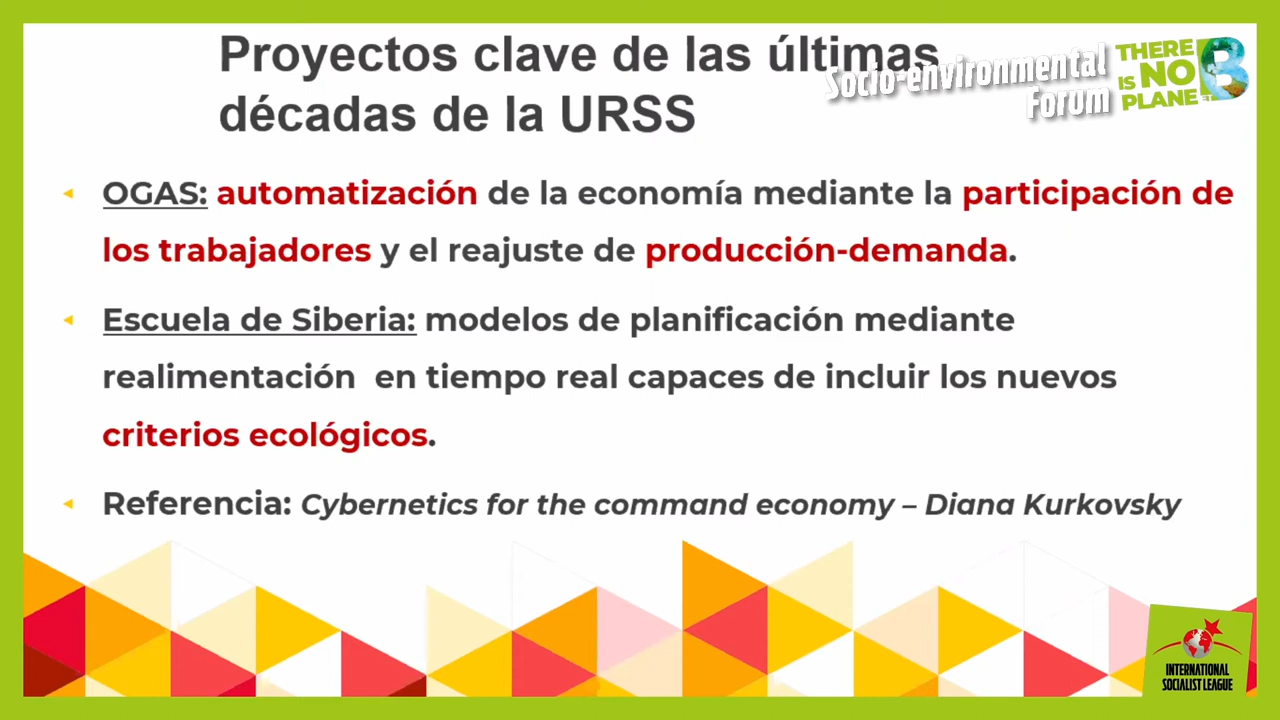 Proyectos clave de las últimas
décadas de la URSS
Socio-environmental
Forum
THERE
IS NO
PLANET
B
OGAS: automatización de la economía mediante la participación de
los trabajadores y el reajuste de producción-demanda.
Escuela de Siberia: modelos de planificación mediante
realimentación en tiempo real capaces de incluir los nuevos
criterios ecológicos.
Referencia: Cybernetics for the command economy – Diana Kurkovsky
INTERNATIONAL
SOCIALIST LEAGUE